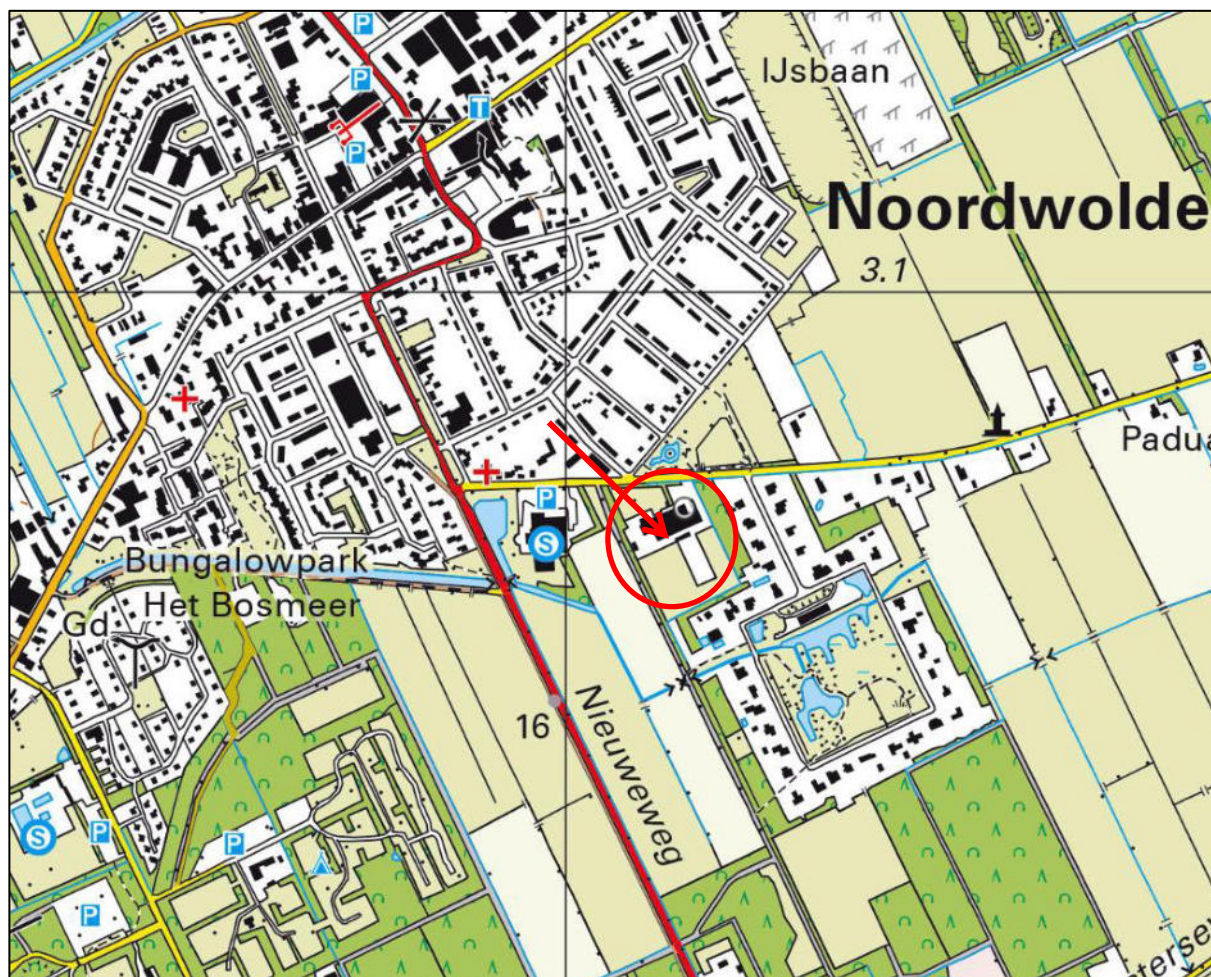 P
IJsbaan
P
T
P
Noordwolde
3.1
Padua
P
S
Bungalowpark
Het Bosmeer
Gd
Nieuweweg
16
S
P
P
P